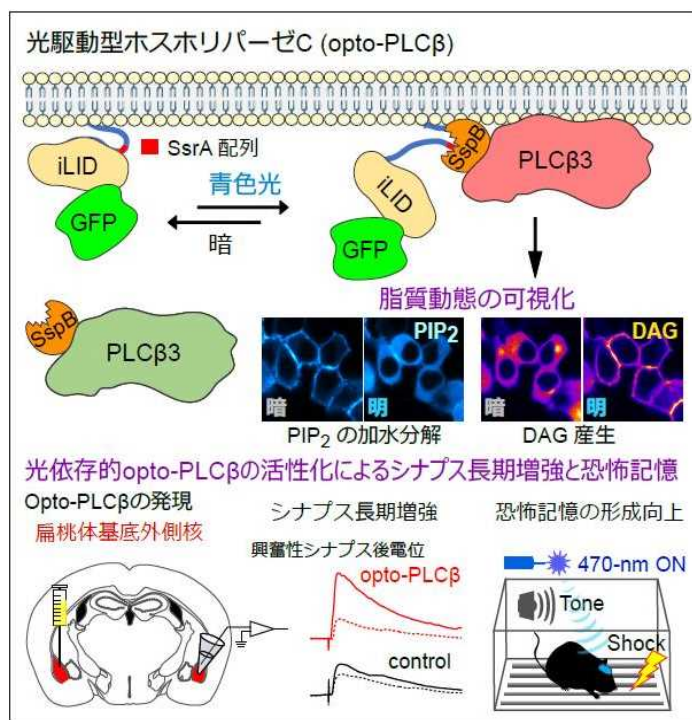 光駆動型ホスホリパーゼC (opto-PLCβ)
SsrA 配列
iLID
GFP
青色光
暗
SspB
PLCβ3
iLID
GFP
脂質動態の可視化
SspB
PLCβ3
PIP₂
暗
明
DAG
暗
明
PIP₂ の加水分解
DAG 産生
光依存的opto-PLCβの活性化によるシナプス長期増強と恐怖記憶
Opto-PLCβの発現
扁桃体基底外側核
シナプス長期増強
興奮性シナプス後電位
opto-PLCβ
control
恐怖記憶の形成向上
470-nm ON
Tone
Shock